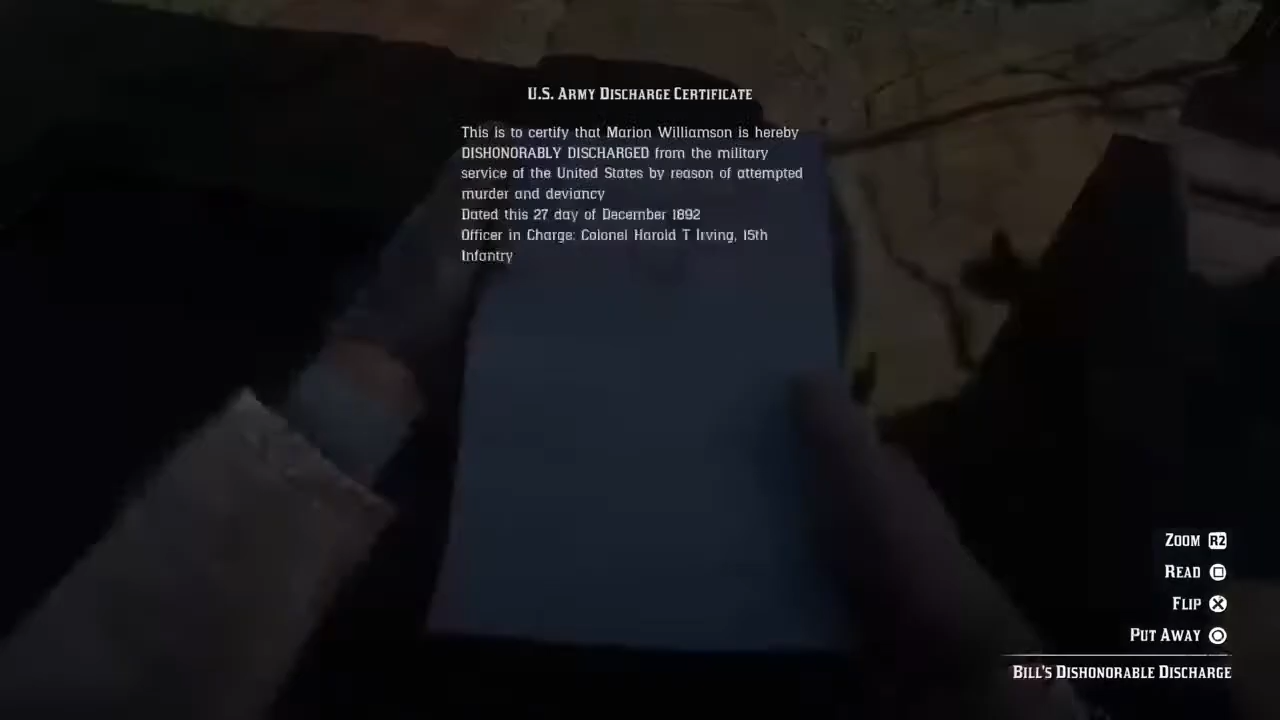 U.S. Army Discharge Certificate
This is to certify that Marion Williamson is hereby
DISHONORABLY DISCHARGED from the military
service of the United States by reason of attempted
murder and deviancy
Dated this 27 day of December 1892
Officer in Charge: Colonel Harold T Irving, 15th
Infantry
Zoom R2
Read
Flip
Put Away
Bill's Dishonorable Discharge